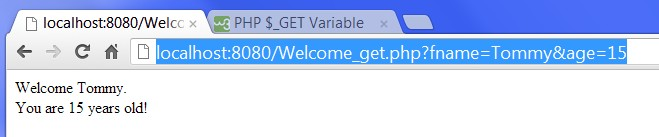 localhost:8080/Welco
PHP $_GET Variable
localhost:8080/Welcome_get.php?fname=Tommy&age=15
Welcome Tommy.
You are 15 years old!